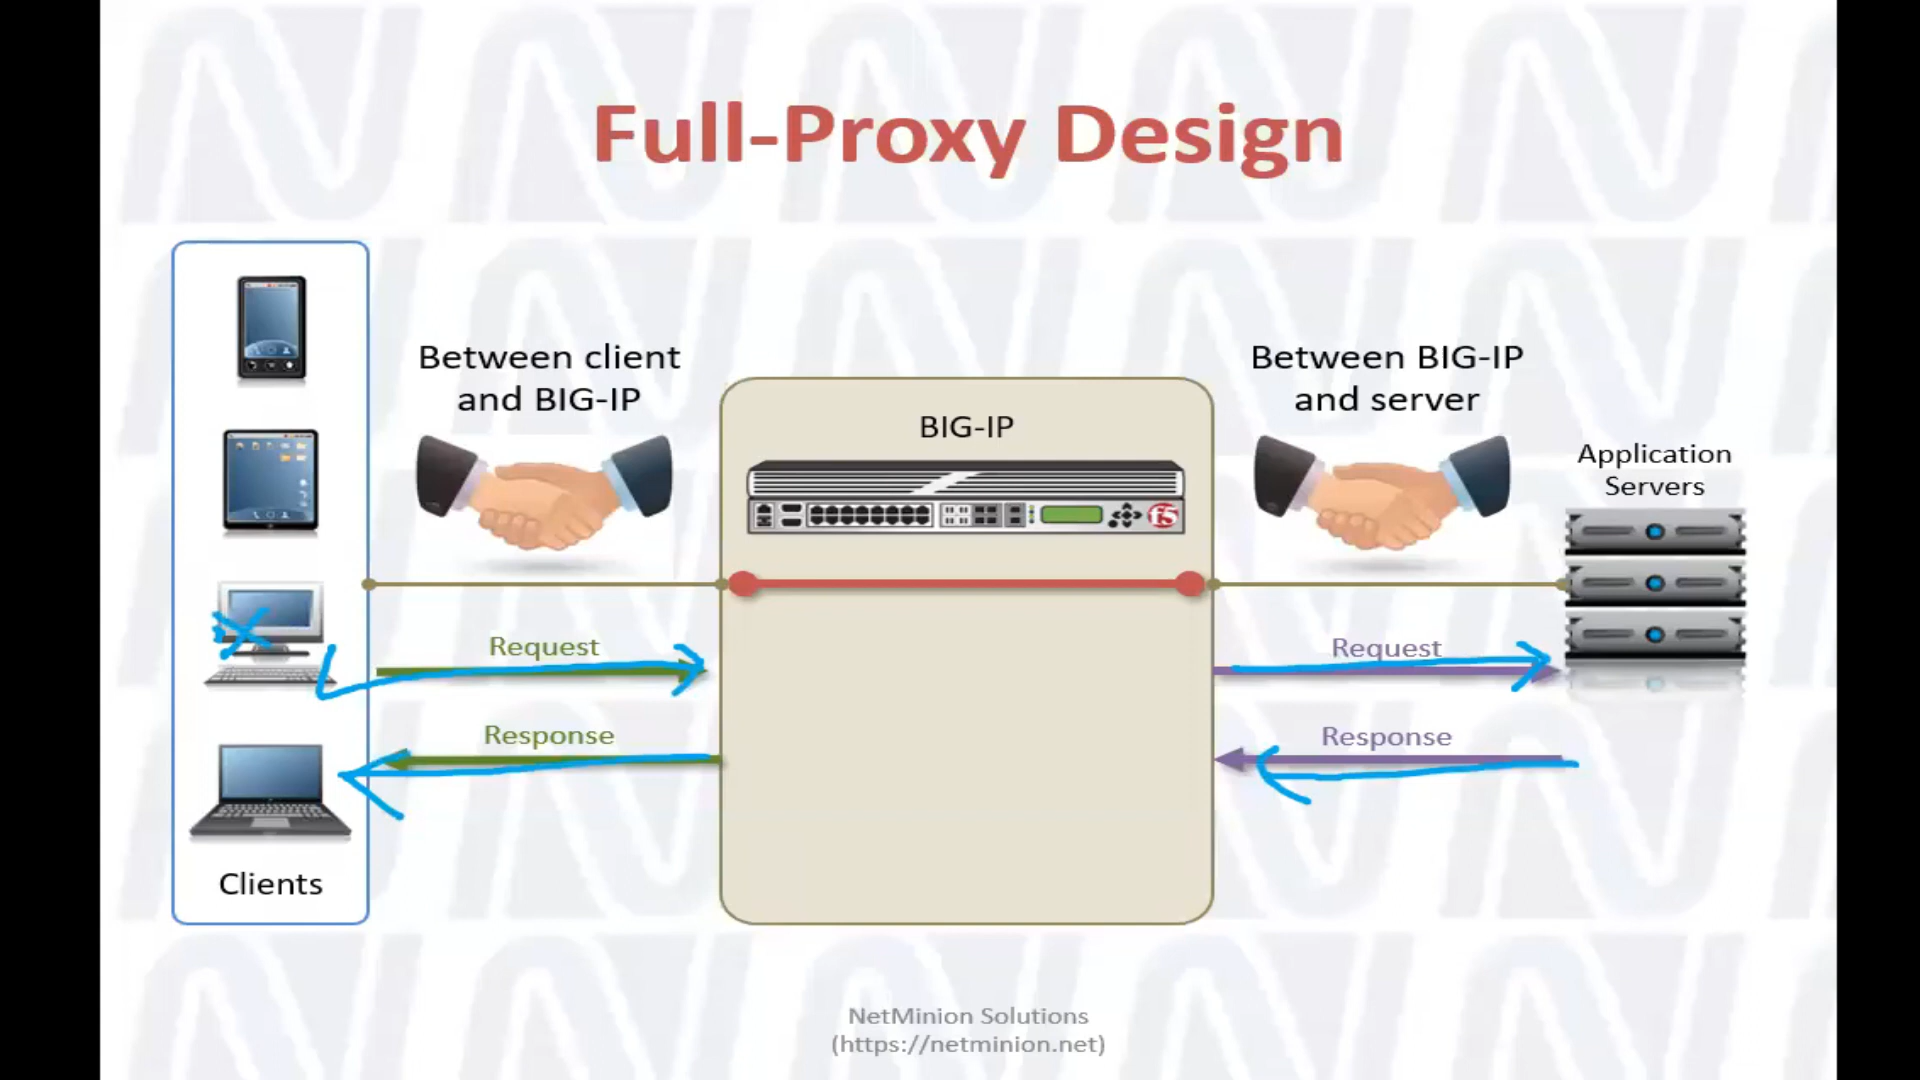 Full-Proxy Design
Between client
and BIG-IP
Between BIG-IP
and server
BIG-IP
f5
Application
Servers
Request
Request
Response
Response
Clients
NetMinion Solutions
(https://netminion.net)